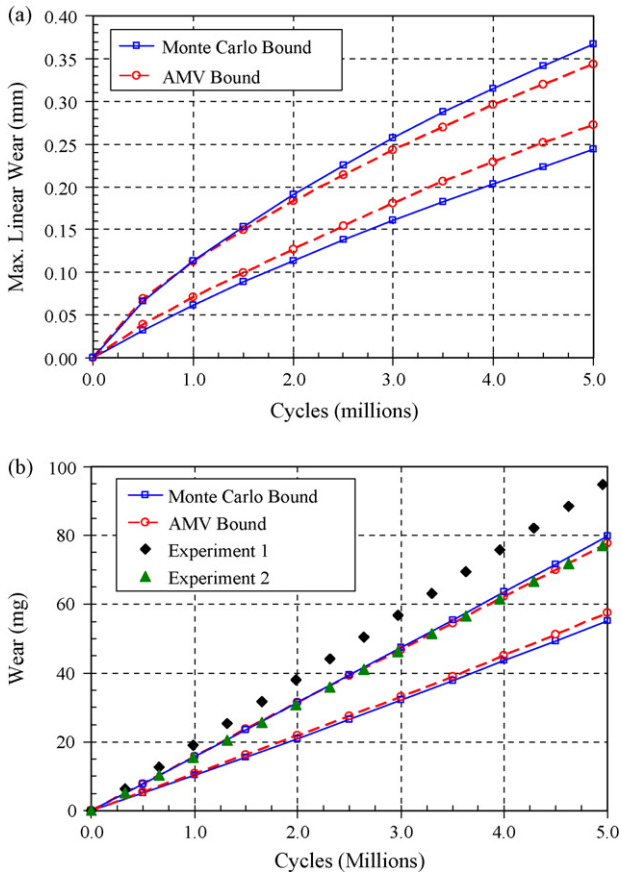 (a)
0.40
0.35
0.30
0.25
0.20
0.15
0.10
0.05
0.00
Max. Linear Wear (mm)
Monte Carlo Bound
AMV Bound
0.0 1.0 2.0 3.0 4.0 5.0
Cycles (millions)
(b)
100
80
60
40
20
0
Wear (mg)
Monte Carlo Bound
AMV Bound
Experiment 1
Experiment 2
0.0 1.0 2.0 3.0 4.0 5.0
Cycles (Millions)